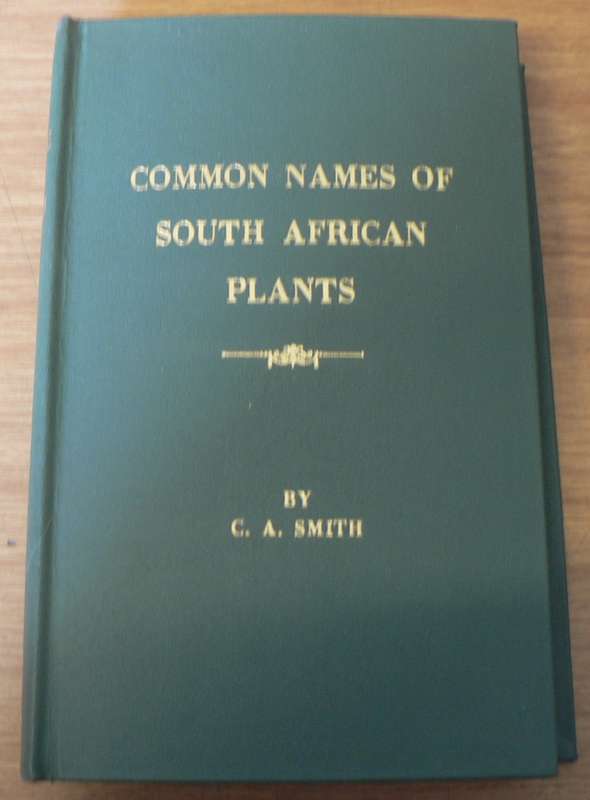 COMMON NAMES OF
SOUTH AFRICAN
PLANTS
BY
C. A. SMITH